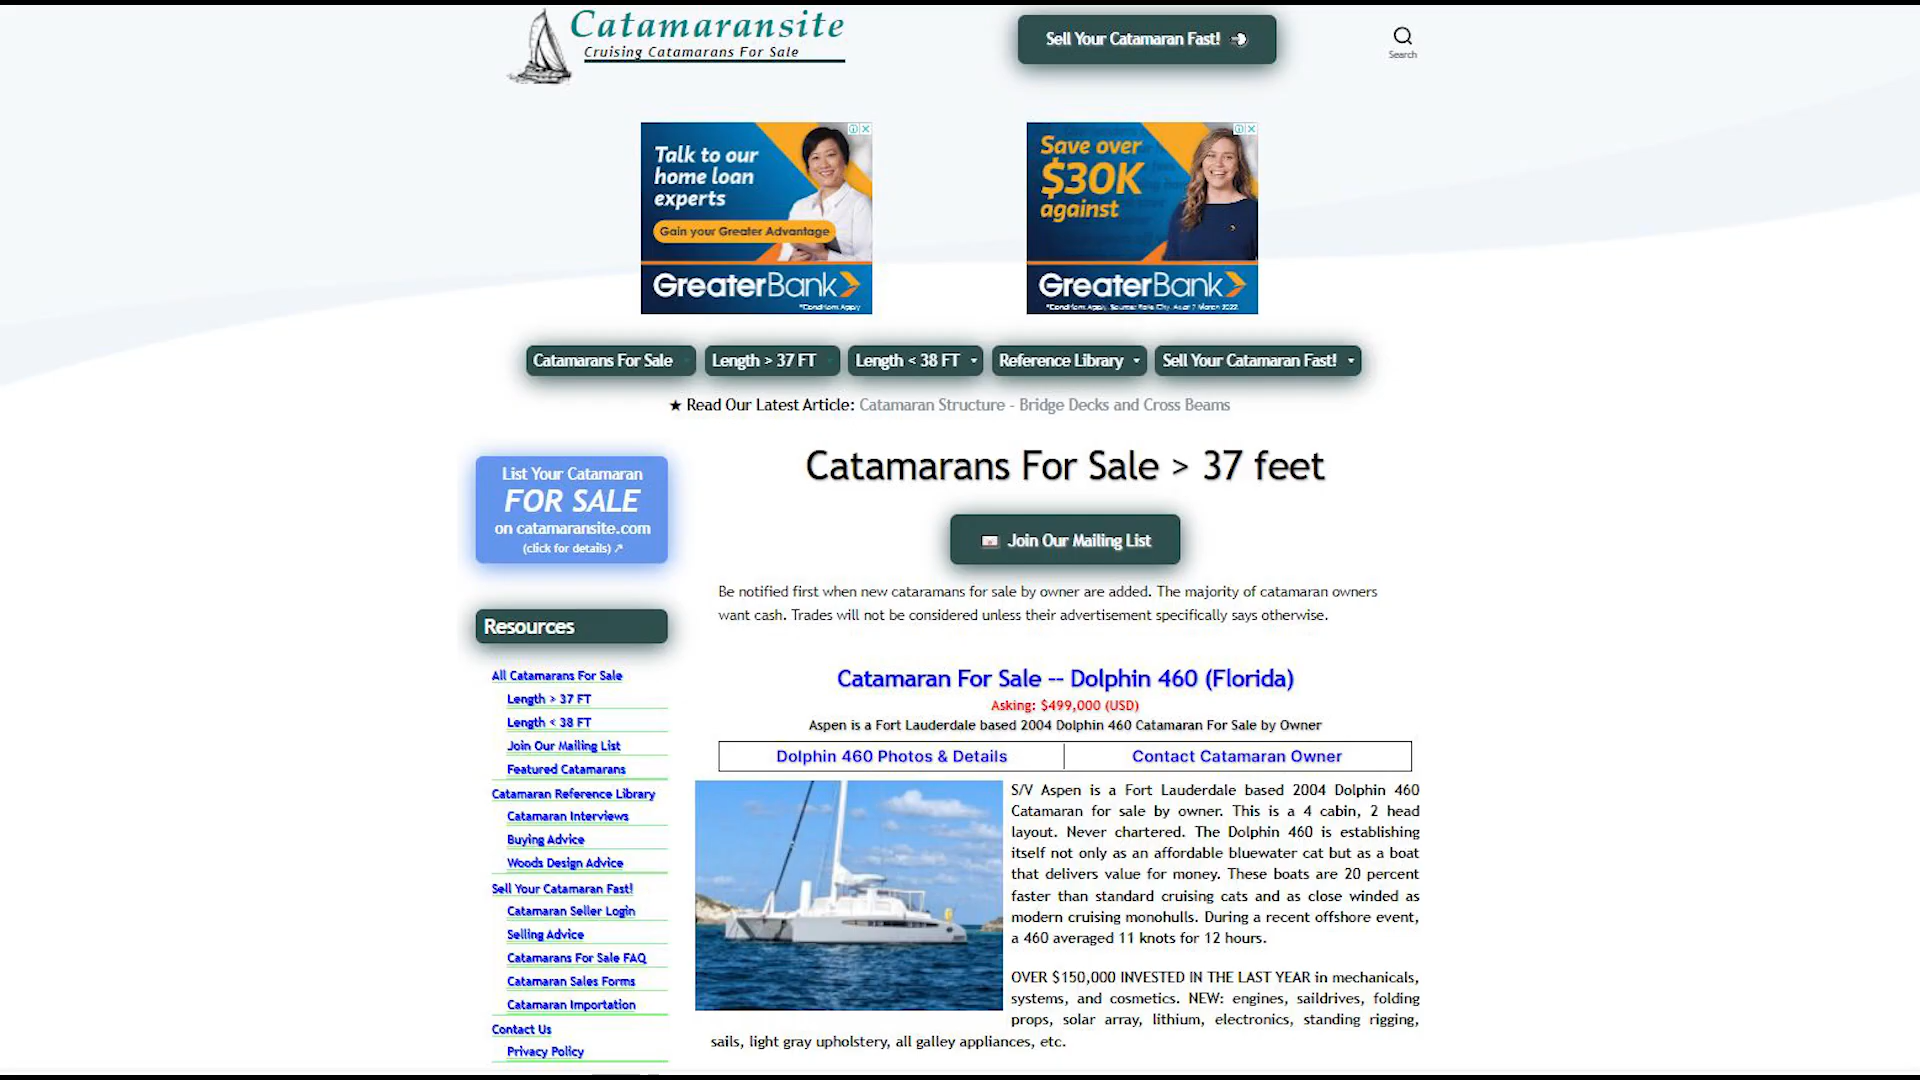 Catamaransite
Cruising Catamarans For Sale
Sell Your Catamaran Fast!
Search
Talk to our
home loan
experts
Gain your Greater Advantage
GreaterBank
*Conditions Apply
Save over
$30K
against
GreaterBank
Catamarans For Sale
Length > 37 FT
Length < 38 FT
Reference Library
Sell Your Catamaran Fast!
★ Read Our Latest Article: Catamaran Structure - Bridge Decks and Cross Beams
List Your Catamaran
FOR SALE
on catamaransite.com
(click for details) ↗
Resources
All Catamarans For Sale
Length > 37 FT
Length < 38 FT
Join Our Mailing List
Featured Catamarans
Catamaran Reference Library
Catamaran Interviews
Buying Advice
Woods Design Advice
Sell Your Catamaran Fast!
Catamaran Seller Login
Selling Advice
Catamarans For Sale FAQ
Catamaran Sales Forms
Catamaran Importation
Contact Us
Privacy Policy
Catamarans For Sale > 37 feet
Join Our Mailing List
Be notified first when new cataramans for sale by owner are added. The majority of catamaran owners
want cash. Trades will not be considered unless their advertisement specifically says otherwise.
Catamaran For Sale -- Dolphin 460 (Florida)
Asking: $499,000 (USD)
Aspen is a Fort Lauderdale based 2004 Dolphin 460 Catamaran For Sale by Owner
Dolphin 460 Photos & Details
Contact Catamaran Owner
S/V Aspen is a Fort Lauderdale based 2004 Dolphin 460
Catamaran for sale by owner. This is a 4 cabin, 2 head
layout. Never chartered. The Dolphin 460 is establishing
itself not only as an affordable bluewater cat but as a boat
that delivers value for money. These boats are 20 percent
faster than standard cruising cats and as close winded as
modern cruising monohulls. During a recent offshore event,
a 460 averaged 11 knots for 12 hours.
OVER $150,000 INVESTED IN THE LAST YEAR in mechanicals,
systems, and cosmetics. NEW: engines, saildrives, folding
props, solar array, lithium, electronics, standing rigging,
sails, light gray upholstery, all galley appliances, etc.